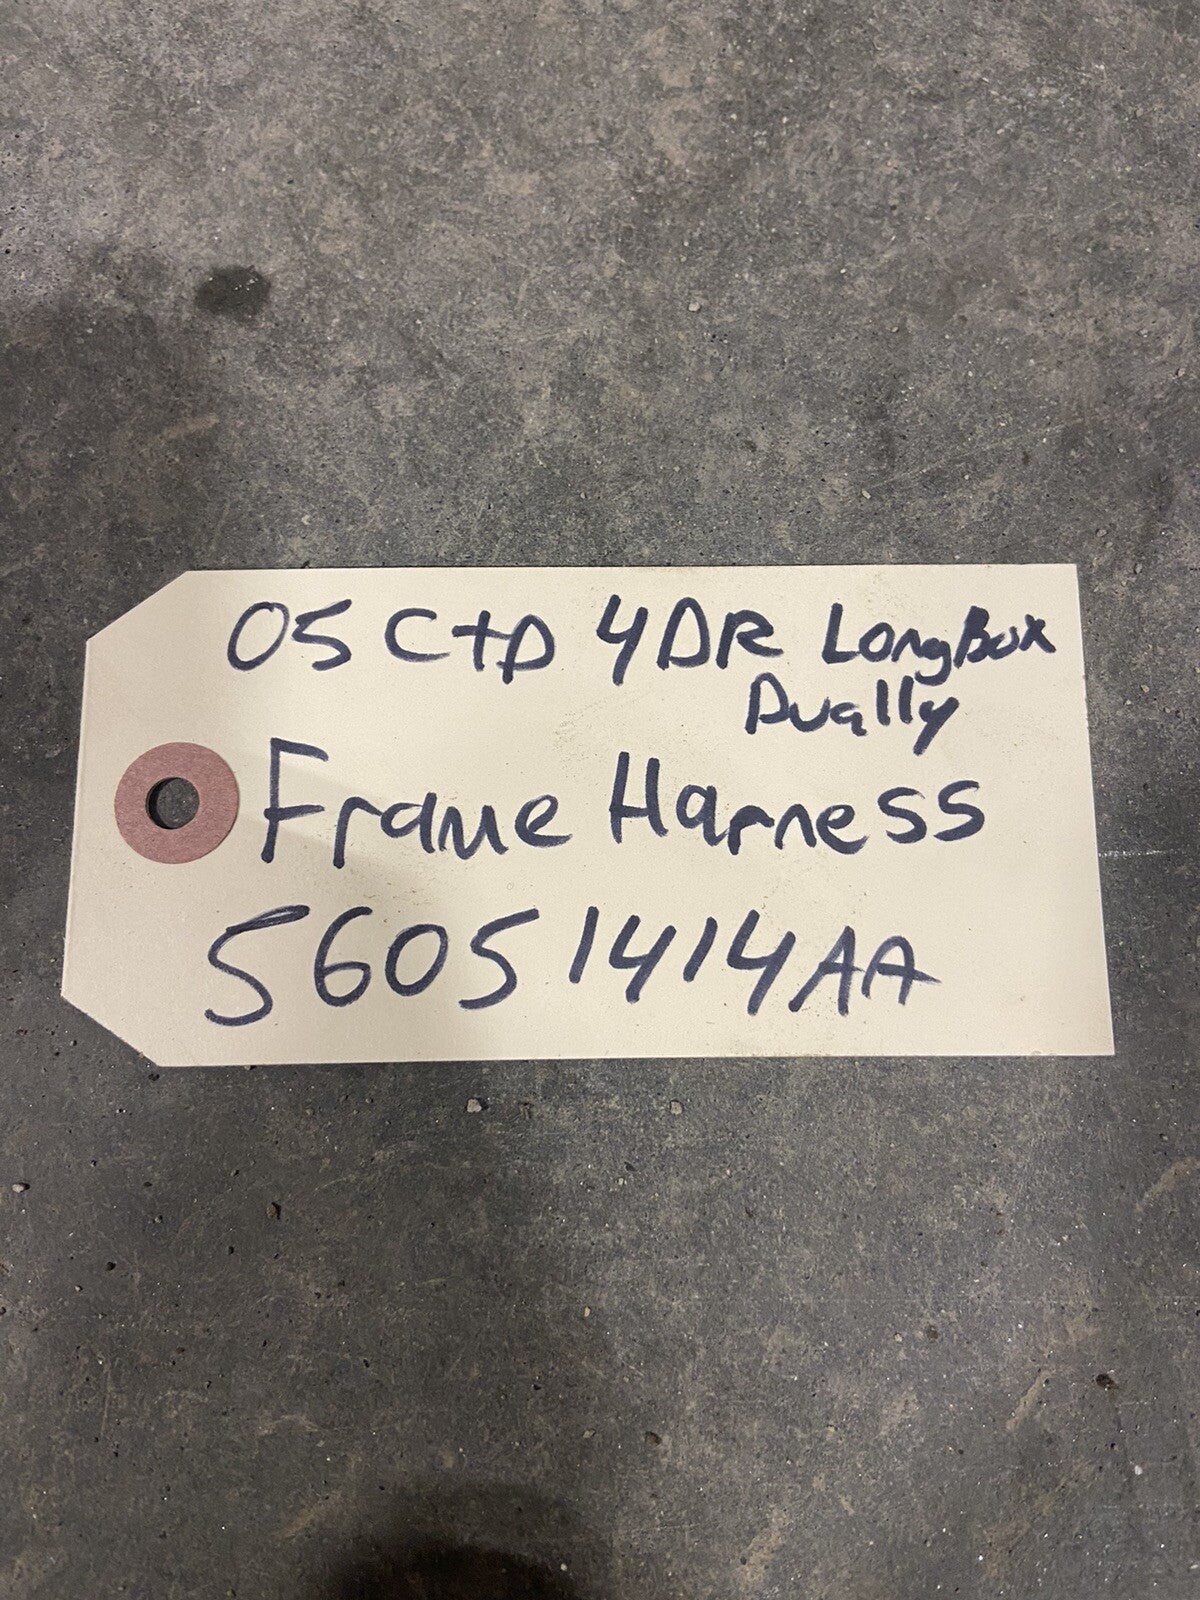 05 CTD 4DR LongBox
Dually
Frame Harness
56051414AA